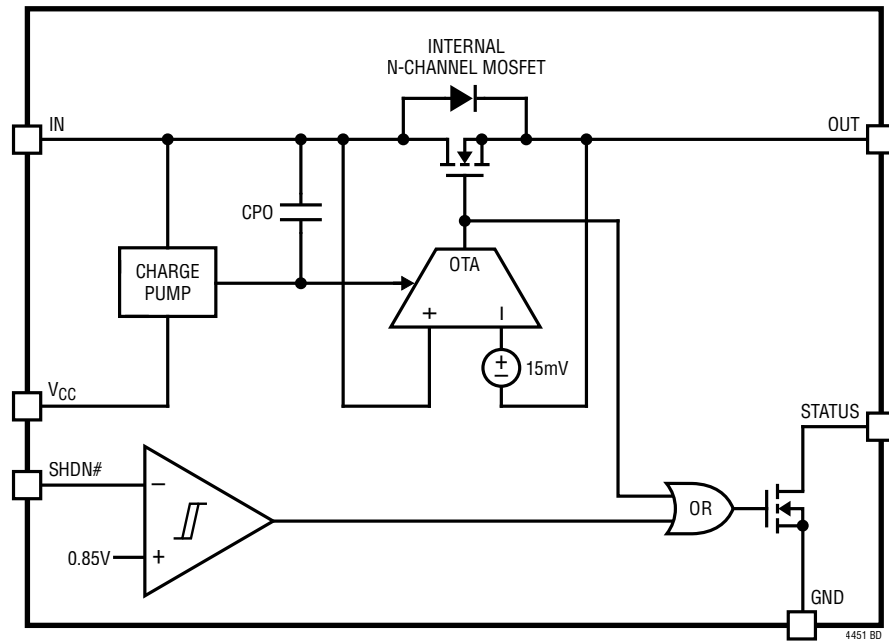 INTERNAL
N-CHANNEL MOSFET
IN
OUT
CPO
CHARGE
PUMP
OTA
+
–
+
–
15mV
VCC
STATUS
SHDN#
–
OR
0.85V
+
GND
4451 BD